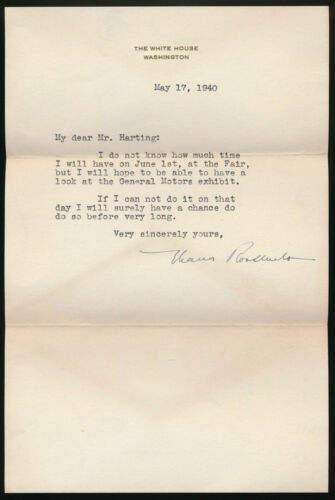 THE WHITE HOUSE
WASHINGTON
May 17, 1940
My dear Mr. Harting:
I do not know how much time
I will have on June 1st, at the Fair,
but I will hope to be able to have a
look at the General Motors exhibit.
If I can not do it on that
day I will surely have a chance do
do so before very long.
Very sincerely yours,
Eleanor Roosevelt